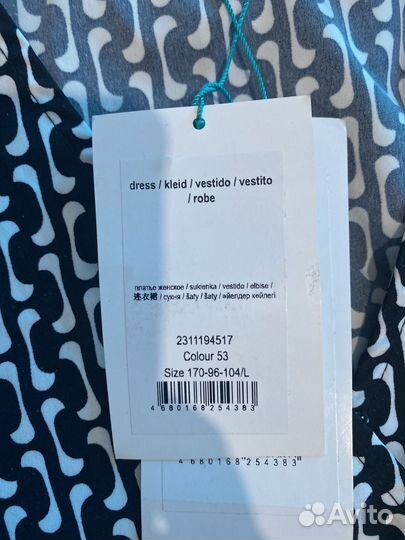 dress / kleid / vestido / vestito
/ robe
платье женское / sukienka / vestido / elbise /
连衣裙 / сукня / šaty / šaty / әйелдер көйлегі
2311194517
Colour 53
Size 170-96-104/L
4 680168 254383
4 680168 254383
Avito